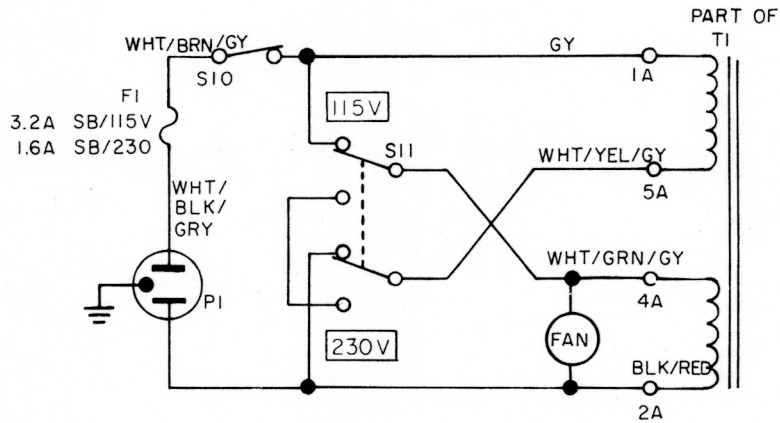 PART OF
T1
WHT/BRN/GY
S10
GY
1A
F1
3.2A SB/115V
1.6A SB/230
115V
S11
WHT/YEL/GY
5A
WHT/
BLK/
GRY
WHT/GRN/GY
4A
P1
FAN
230V
BLK/RED
2A